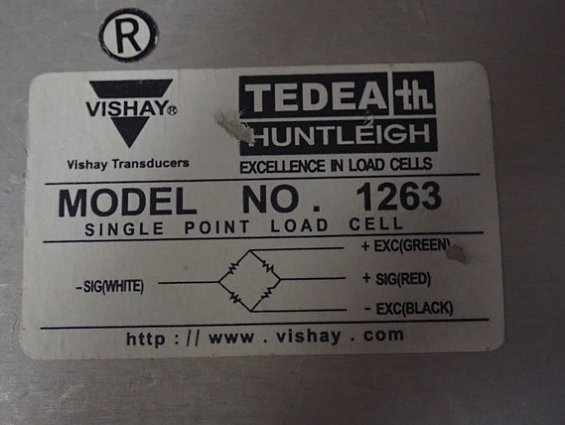 ®
VISHAY®
Vishay Transducers
TEDEA th
HUNTLEIGH
EXCELLENCE IN LOAD CELLS
MODEL NO. 1263
SINGLE POINT LOAD CELL
+ EXC(GREEN)
-SIG(WHITE)
+ SIG(RED)
- EXC(BLACK)
http : // www . vishay . com